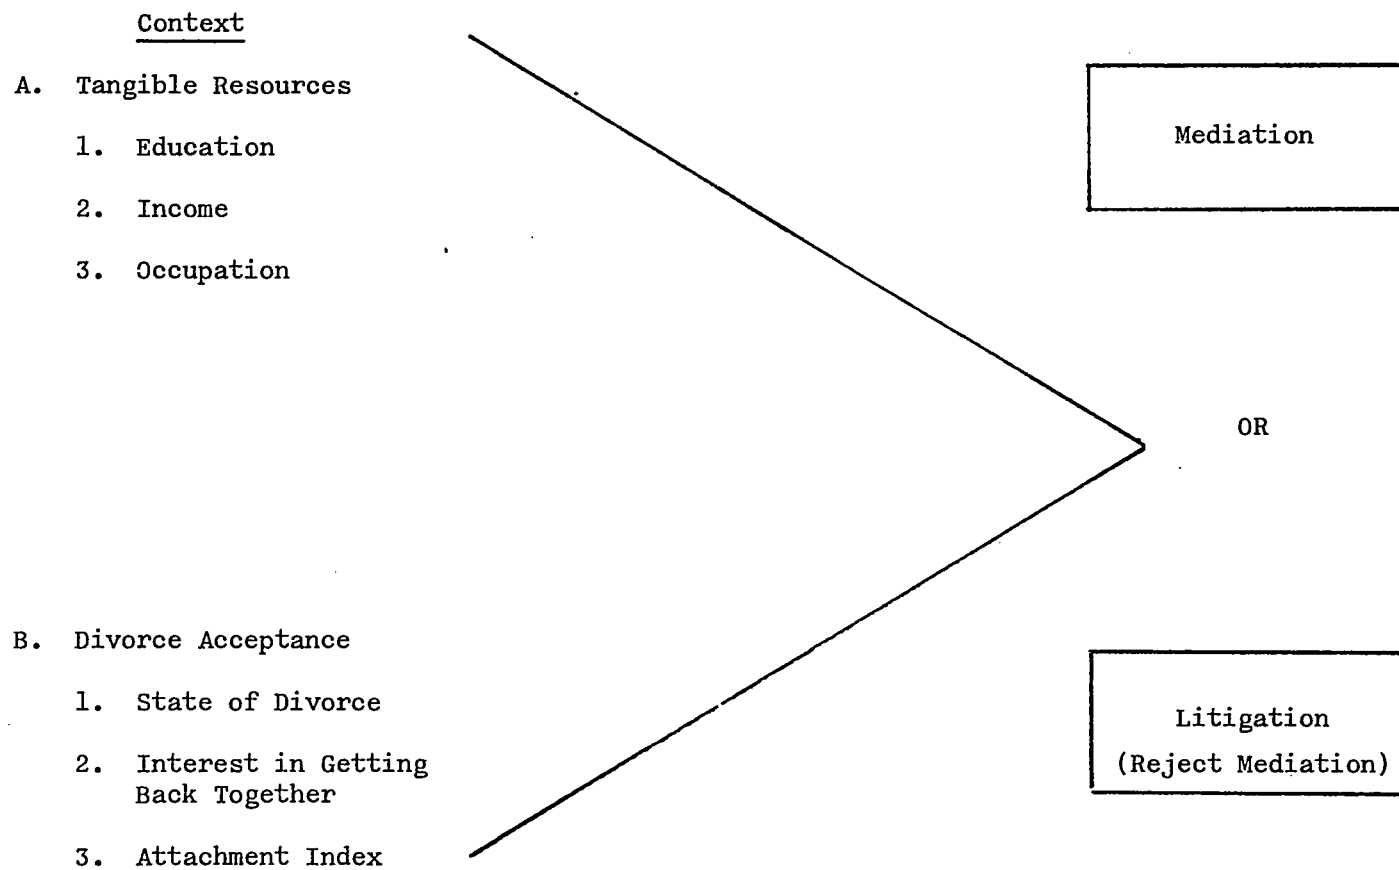 Context
A. Tangible Resources
1. Education
2. Income
3. Occupation
B. Divorce Acceptance
1. State of Divorce
2. Interest in Getting
Back Together
3. Attachment Index
Mediation
OR
Litigation
(Reject Mediation)